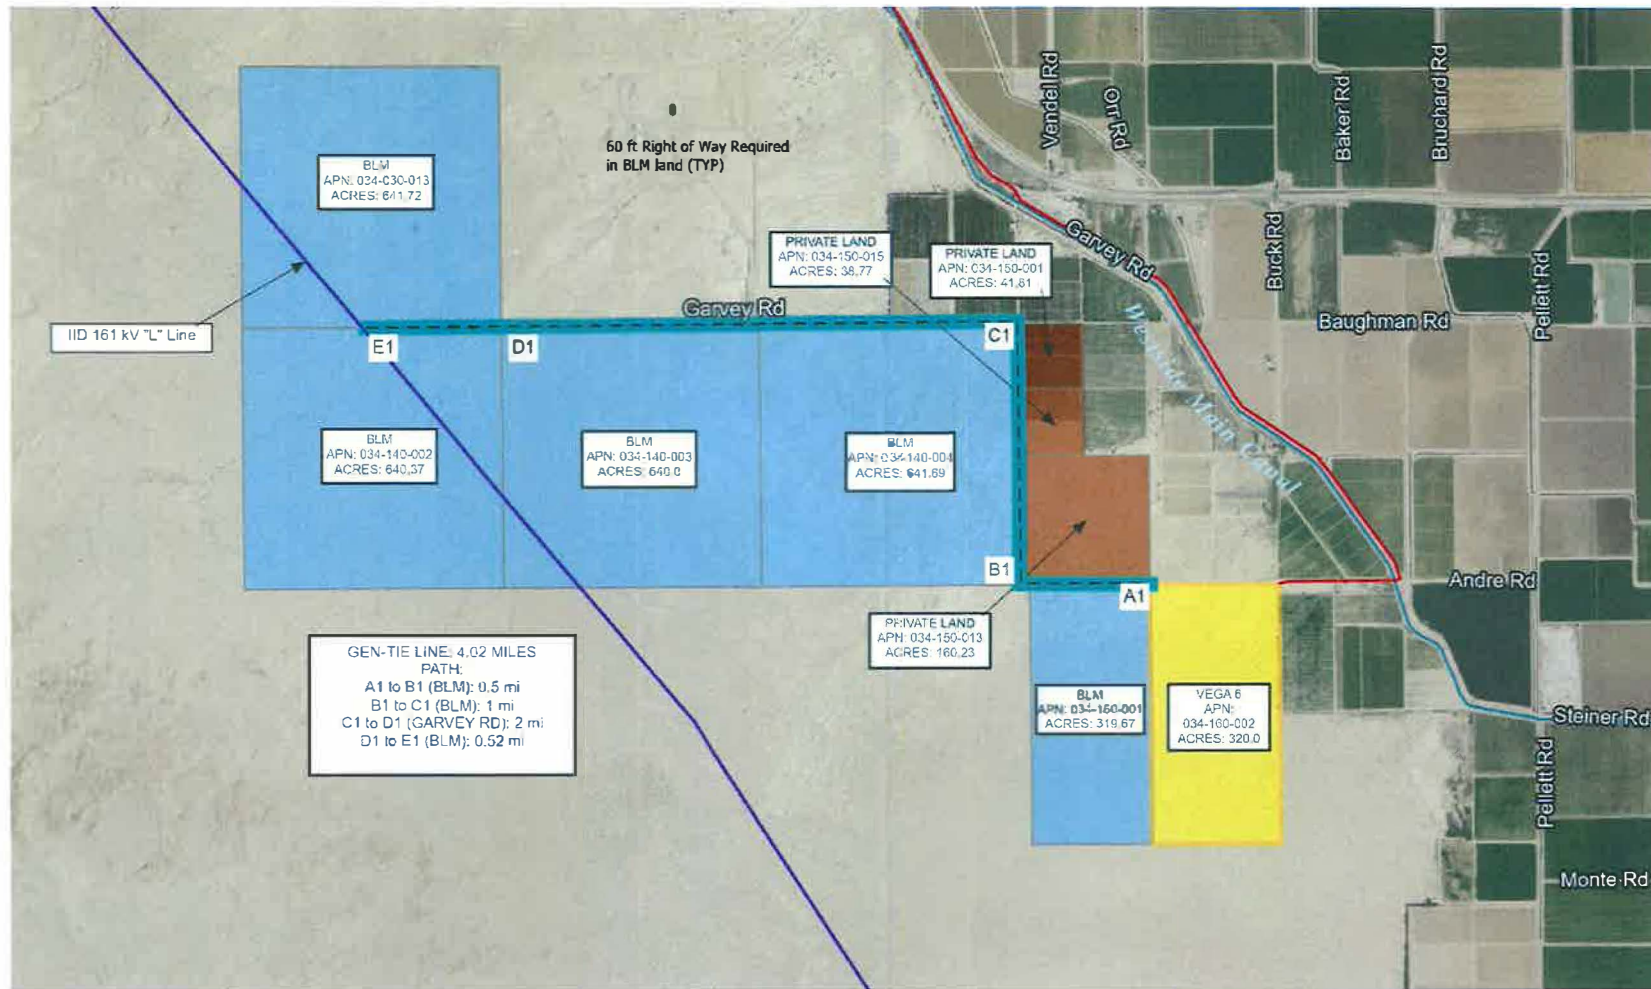 Vendel Rd
Orr Rd
Baker Rd
Bruchard Rd
60 ft Right of Way Required
in BLM land (TYP)
BLM
APN: 034-030-013
ACRES: 641.72
PRIVATE LAND
APN: 034-150-015
ACRES: 38.77
PRIVATE LAND
APN: 034-150-001
ACRES: 41.81
Garvey Rd
Buck Rd
Pellett Rd
IID 161 kV "L" Line
Garvey Rd
Baughman Rd
E1
D1
C1
Westside Main Canal
BLM
APN: 034-140-002
ACRES: 640.37
BLM
APN: 034-140-003
ACRES: 640.0
BLM
APN: 034-140-004
ACRES: 641.69
B1
A1
Andre Rd
PRIVATE LAND
APN: 034-150-013
ACRES: 160.23
GEN-TIE LINE: 4.02 MILES
PATH:
A1 to B1 (BLM): 0.5 mi
B1 to C1 (BLM): 1 mi
C1 to D1 (GARVEY RD): 2 mi
D1 to E1 (BLM): 0.52 mi
BLM
APN: 034-160-001
ACRES: 319.67
VEGA 6
APN:
034-160-002
ACRES: 320.0
Steiner Rd
Pellett Rd
Monte Rd